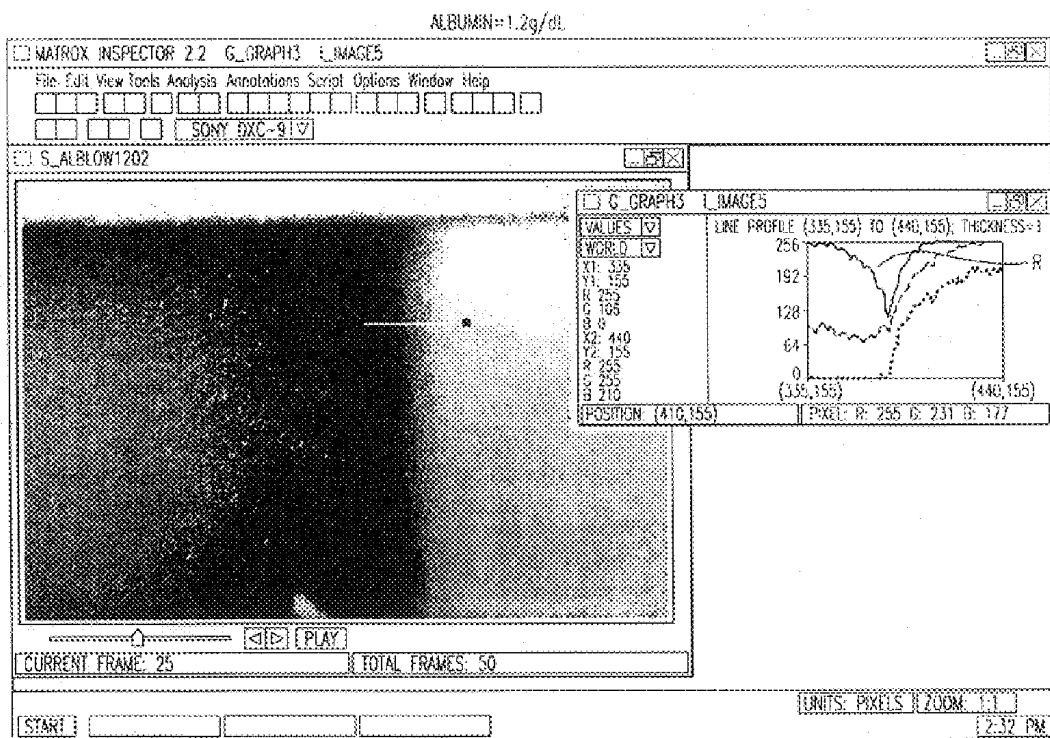 ALBUMIN=1.2g/dL
MATROX INSPECTOR 2.2 G_GRAPH3 I_IMAGE5
File Edit View Tools Analysis Annotations Script Options Window Help
SONY DXC-9
S_ALBLOW1202
G_GRAPH3 I_IMAGE5
VALUES
WORLD
X1: 335
Y1: 155
R 255
G 106
B 0
X2: 440
Y2: 155
R 255
G 255
B 210
LINE PROFILE (335,155) TO (440,155); THICKNESS=1
256
192
128
64
0
R
(335,155) (440,155)
POSITION: (410,155) PIXEL: R: 255 G: 231 B: 177
PLAY
CURRENT FRAME: 25 TOTAL FRAMES: 50
UNITS: PIXELS ZOOM: 1:1
START 2:32 PM